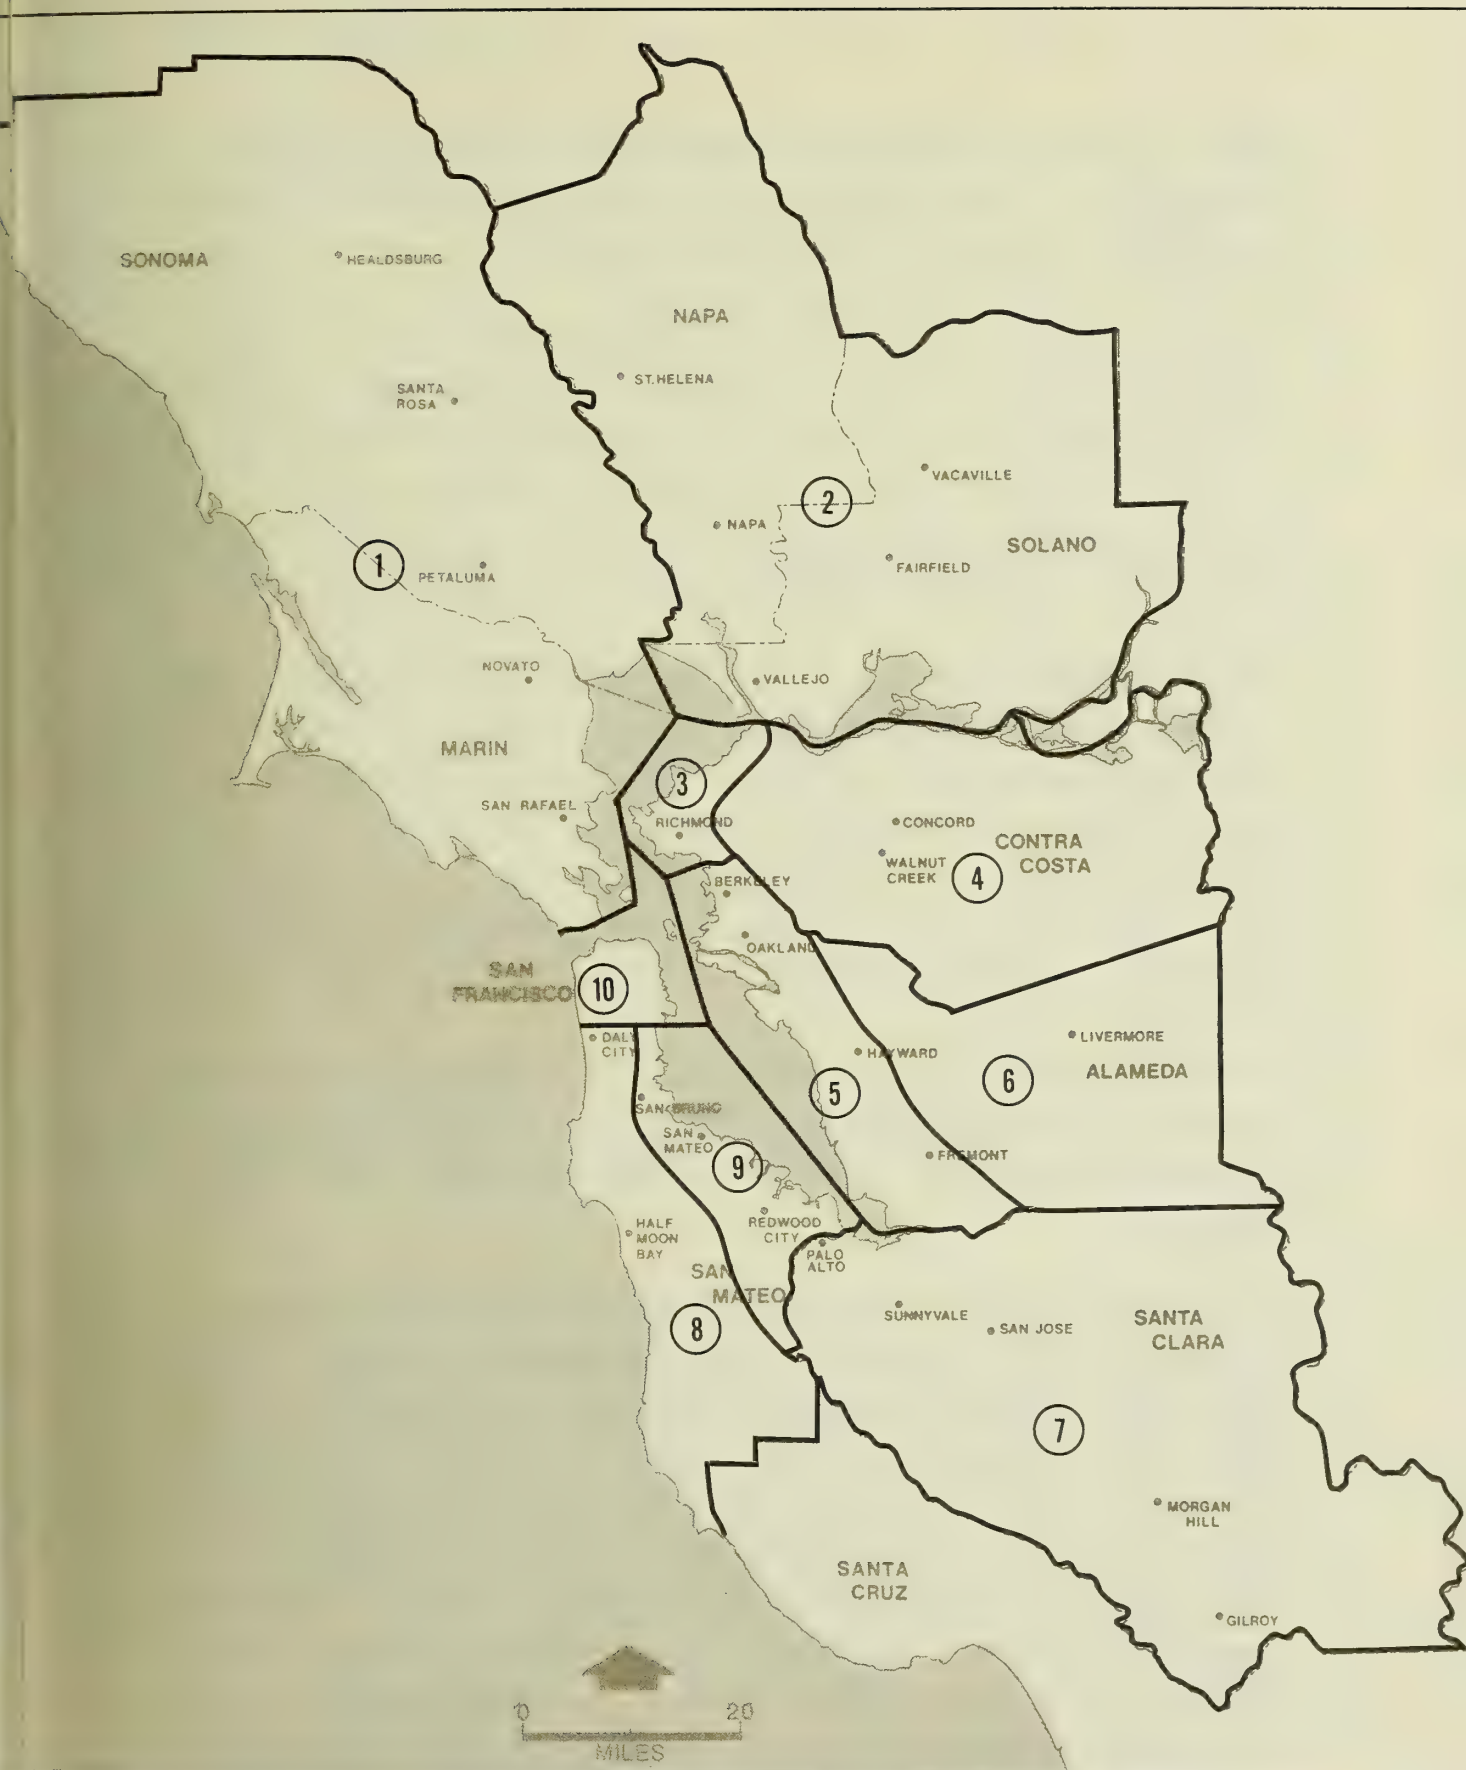 SONOMA
HEALDSBURG
NAPA
ST.HELENA
SANTA
ROSA
VACAVILLE
2
NAPA
SOLANO
1
PETALUMA
FAIRFIELD
NOVATO
VALLEJO
MARIN
3
SAN RAFAEL
RICHMOND
CONCORD
CONTRA
COSTA
WALNUT
CREEK
4
BERKELEY
OAKLAND
SAN
FRANCISCO
10
DALY
CITY
HAYWARD
LIVERMORE
ALAMEDA
6
5
SAN BRUNO
SAN
MATEO
9
FREMONT
HALF
MOON
BAY
REDWOOD
CITY
PALO
ALTO
SAN
MATEO
8
SUNNYVALE
SAN JOSE
SANTA
CLARA
7
MORGAN
HILL
SANTA
CRUZ
GILROY
0 20
MILES